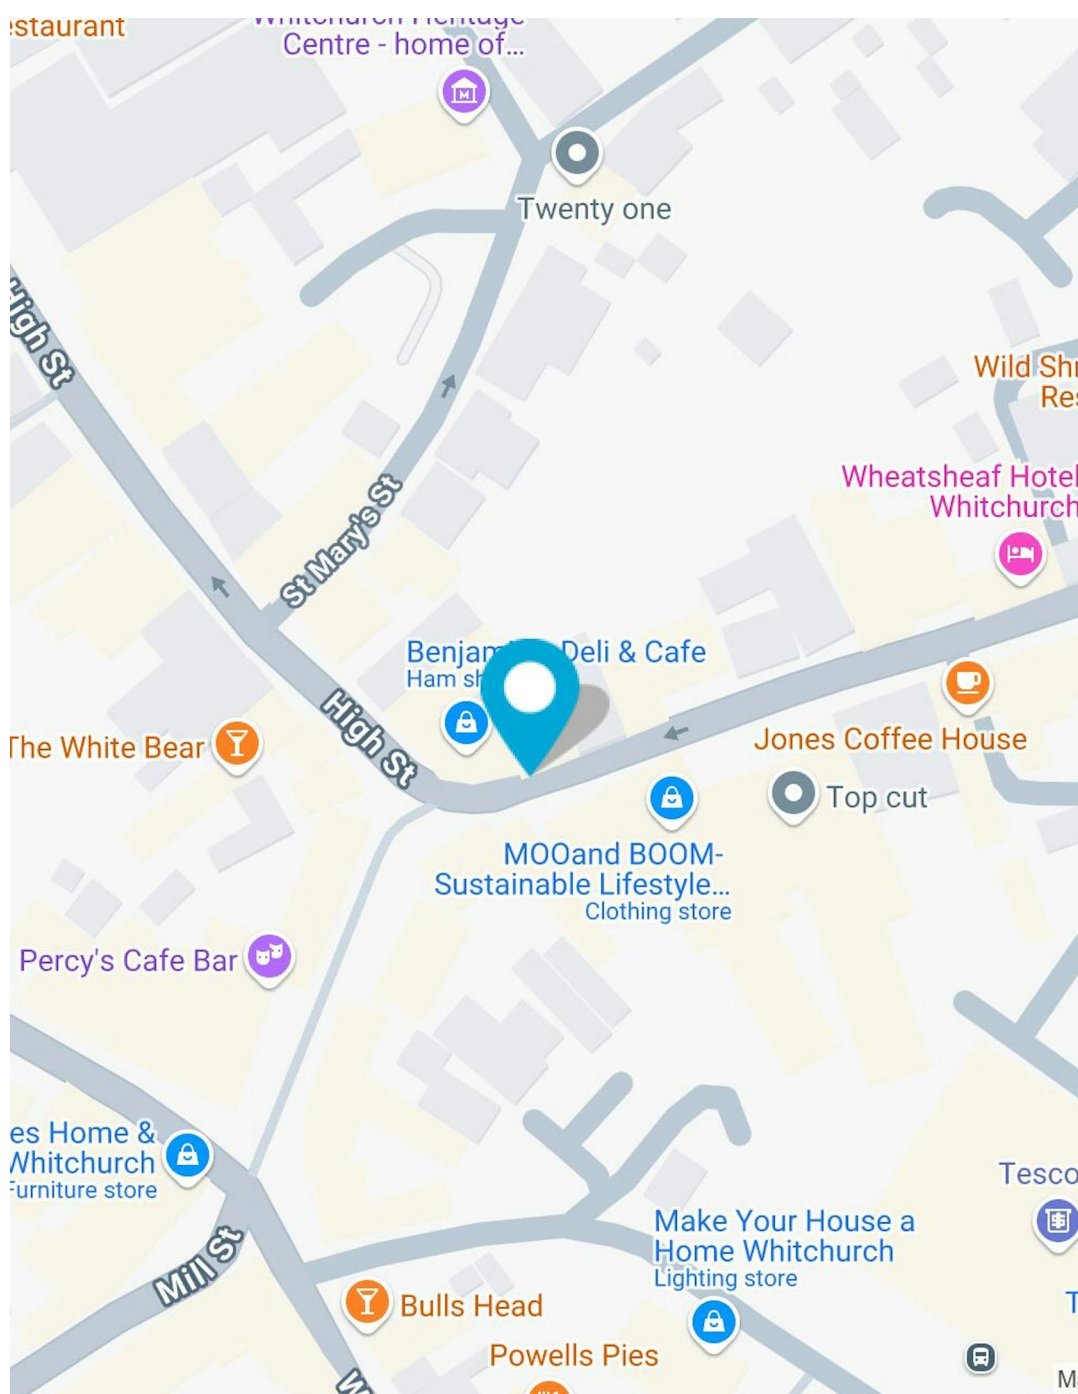 estaurant
Whitchurch Heritage
Centre - home of...
Twenty one
High St
Wild Shr
Res
St Mary's St
Wheatsheaf Hotel
Whitchurch
Deli & Cafe
Ham sh
High St
The White Bear
Jones Coffee House
Top cut
MOOand BOOM-
Sustainable Lifestyle...
Clothing store
Percy's Cafe Bar
es Home &
Whitchurch
Furniture store
Tesco
Mill St
Make Your House a
Home Whitchurch
Lighting store
Bulls Head
Powells Pies